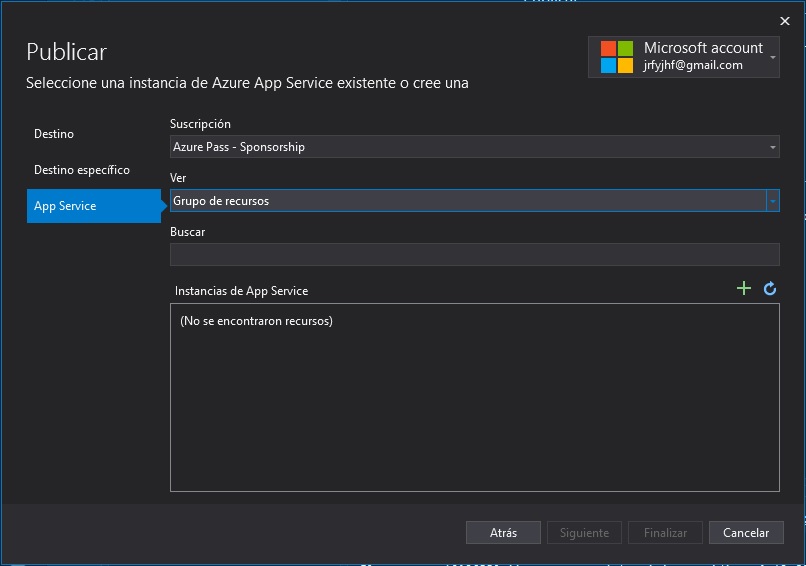 Publicar
Seleccione una instancia de Azure App Service existente o cree una
Microsoft account
jrfyjhf@gmail.com
Destino
Destino específico
App Service
Suscripción
Azure Pass - Sponsorship
Ver
Grupo de recursos
Buscar
Instancias de App Service
(No se encontraron recursos)
Atrás
Siguiente
Finalizar
Cancelar